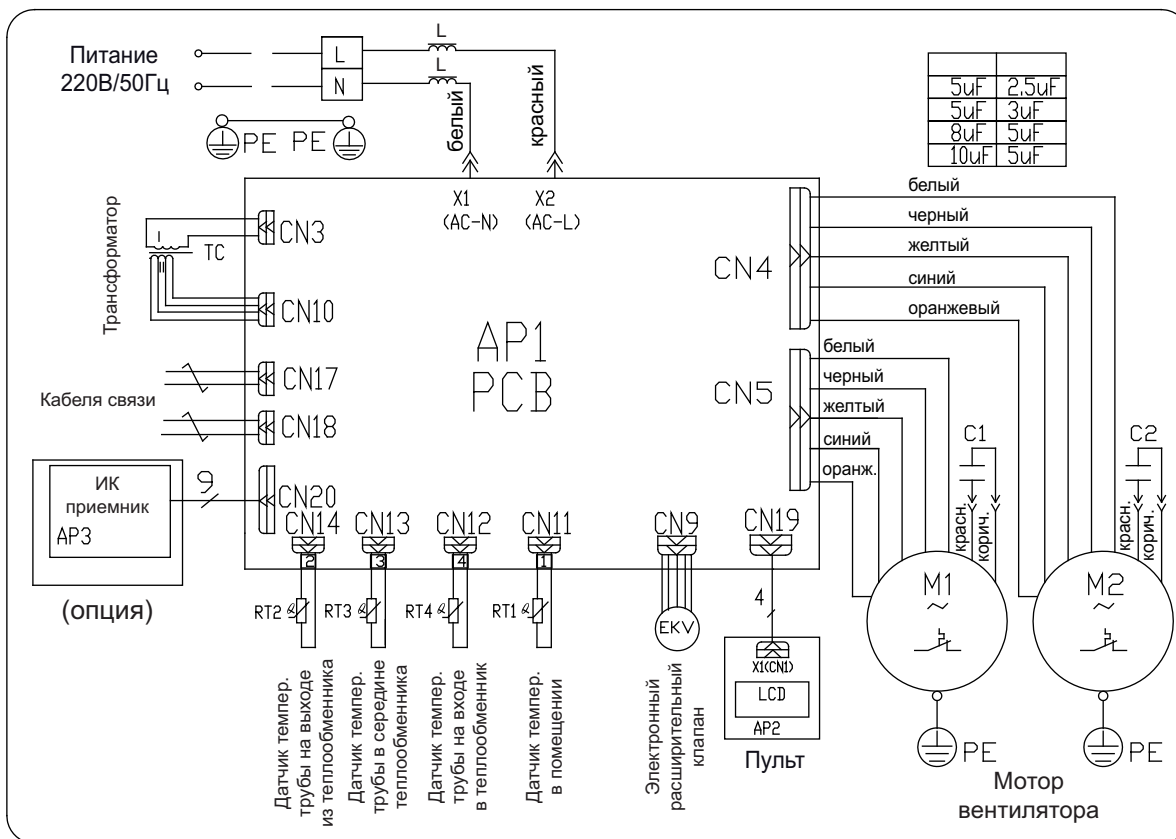 Питание
220В/50Гц
L
N
L
L
белый
красный
PE PE
5uF 2,5uF
5uF 3uF
8uF 5uF
10uF 5uF
X1
(AC-N)
X2
(AC-L)
Трансформатор
I
II
TC
CN3
CN10
CN17
CN18
Кабеля связи
CN20
9
ИК
приемник
AP3
(опция)
AP1
PCB
CN4
белый
черный
желтый
синий
оранжевый
CN5
белый
черный
желтый
синий
оранж.
C1
C2
красн.
корич.
красн.
корич.
M1
~
M2
~
PE
PE
Мотор
вентилятора
CN14
CN13
CN12
CN11
CN9
CN19
2
3
4
1
RT2
RT3
RT4
RT1
EKV
4
X1(CN1)
LCD
AP2
Пульт
Датчик темпер.
трубы на выходе
из теплообменника
Датчик темпер.
трубы в середине
теплообменника
Датчик темпер.
трубы на входе
в теплообменник
Датчик темпер.
в помещении
Электронный
расширительный
клапан